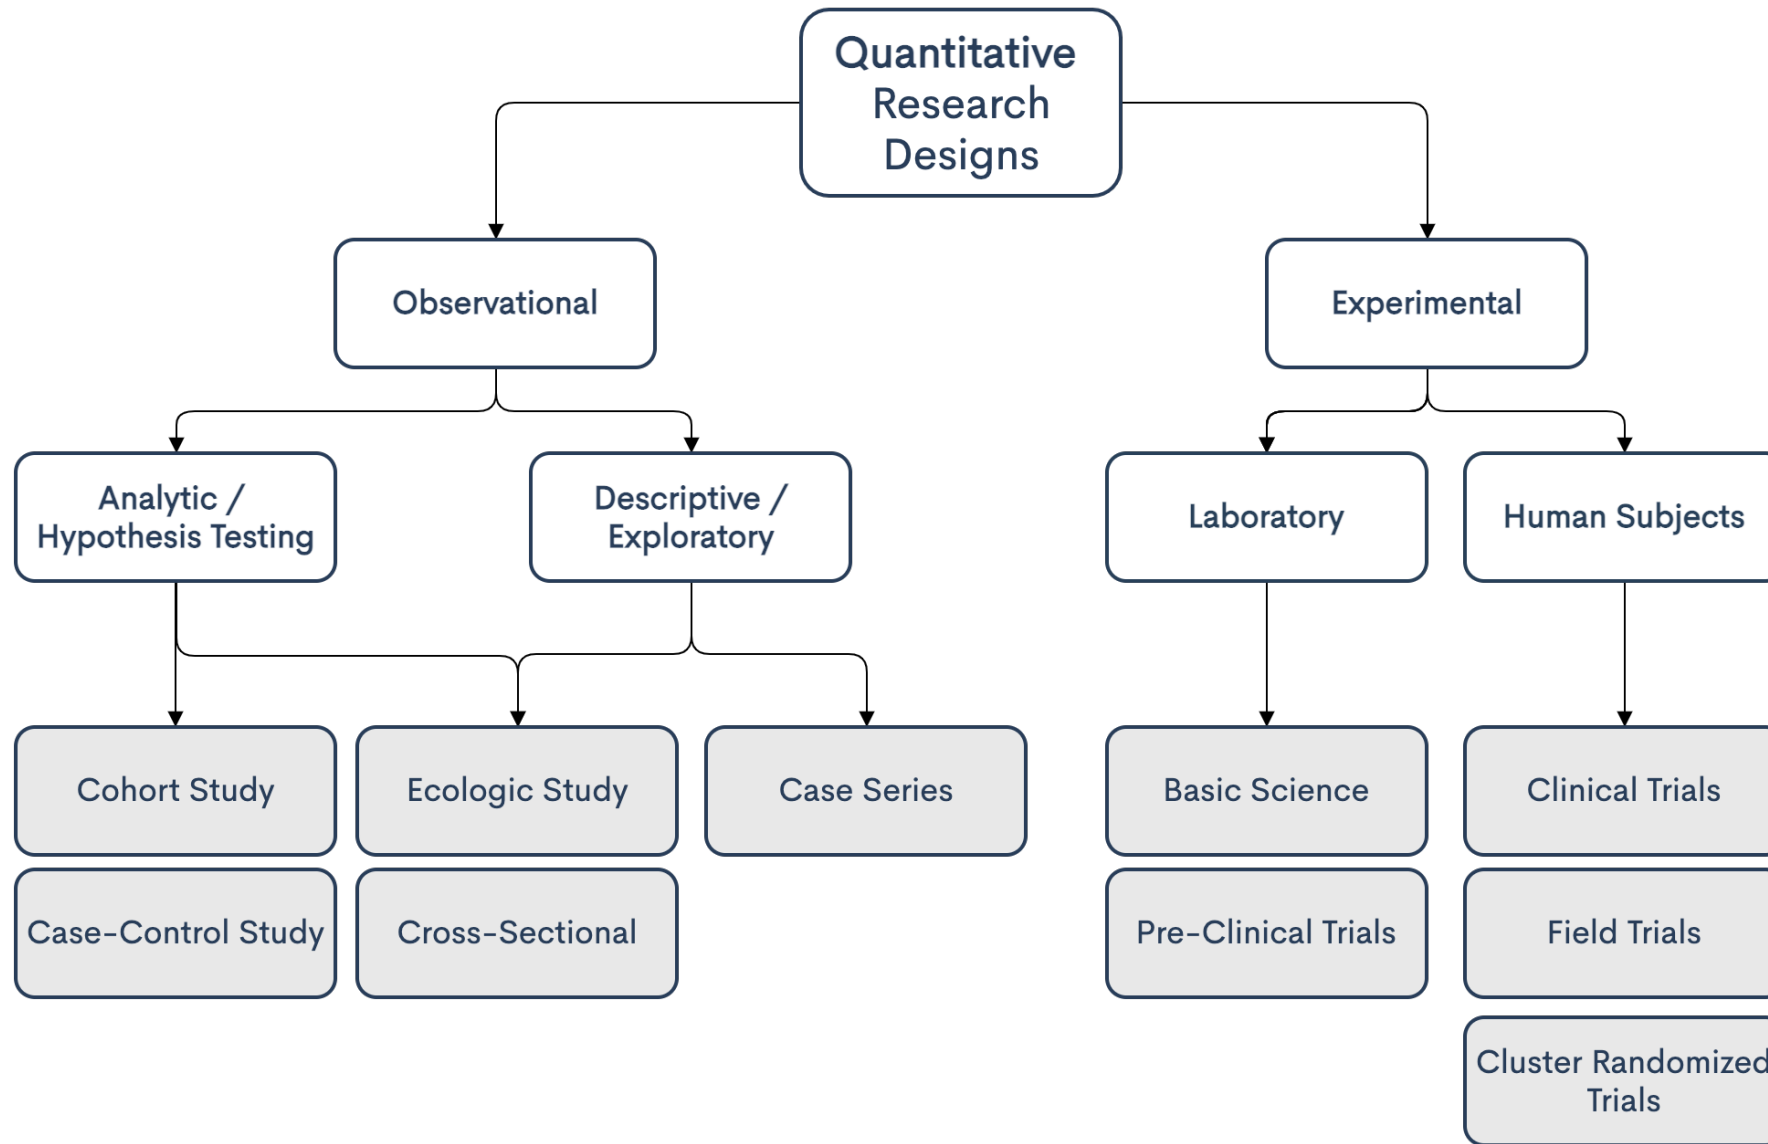 Quantitative
Research
Designs
Observational
Experimental
Analytic /
Hypothesis Testing
Descriptive /
Exploratory
Laboratory
Human Subjects
Cohort Study
Ecologic Study
Case Series
Basic Science
Clinical Trials
Case-Control Study
Cross-Sectional
Pre-Clinical Trials
Field Trials
Cluster Randomized
Trials